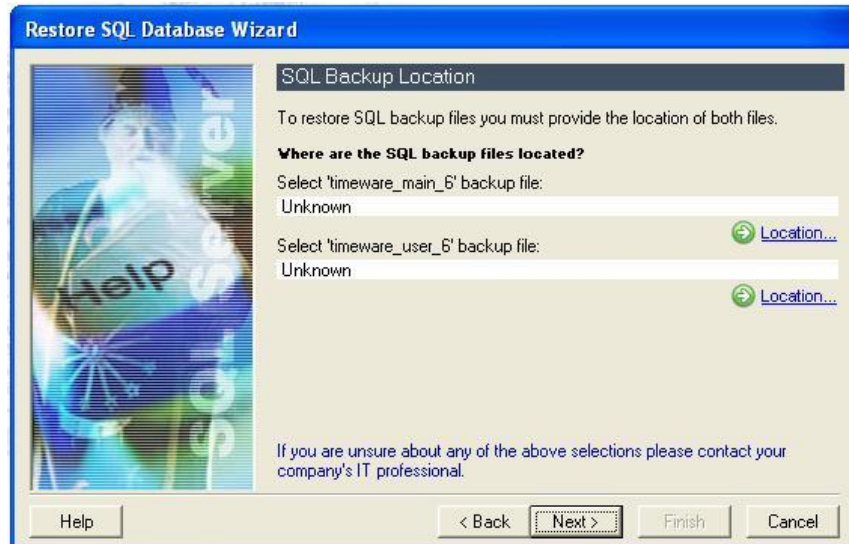 Restore SQL Database Wizard
SQL Backup Location
To restore SQL backup files you must provide the location of both files.
Where are the SQL backup files located?
Select 'timeware_main_6' backup file:
Unknown
Location...
Select 'timeware_user_6' backup file:
Unknown
Location...
Help
SQL Server
If you are unsure about any of the above selections please contact your
company's IT professional.
Help
< Back
Next >
Finish
Cancel